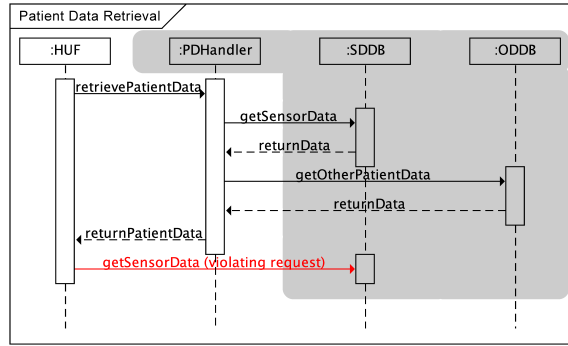 Patient Data Retrieval
:HUF
:PDHandler
:SDDB
:ODDB
retrievePatientData
getSensorData
returnData
getOtherPatientData
returnData
returnPatientData
getSensorData (violating request)